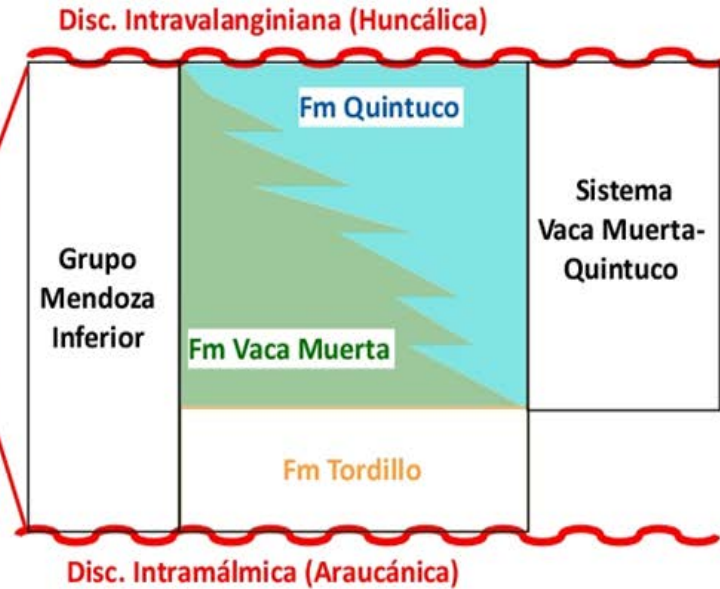 Disc. Intravalanginiana (Huncálica)
Fm Quintuco
Sistema
Vaca Muerta-
Quintuco
Grupo
Mendoza
Inferior
Fm Vaca Muerta
Fm Tordillo
Disc. Intramálmica (Araucánica)